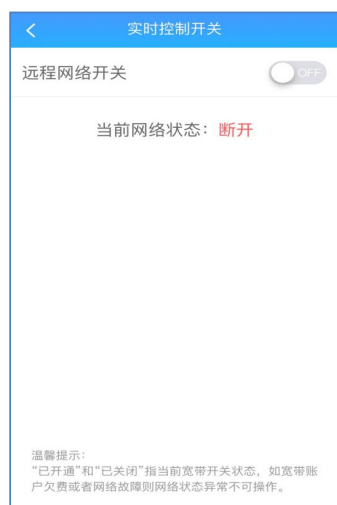 实时控制开关
远程网络开关 OFF
当前网络状态：断开
温馨提示：
“已开通”和“已关闭”指当前宽带开关状态，如宽带账
户欠费或者网络故障则网络状态异常不可操作。